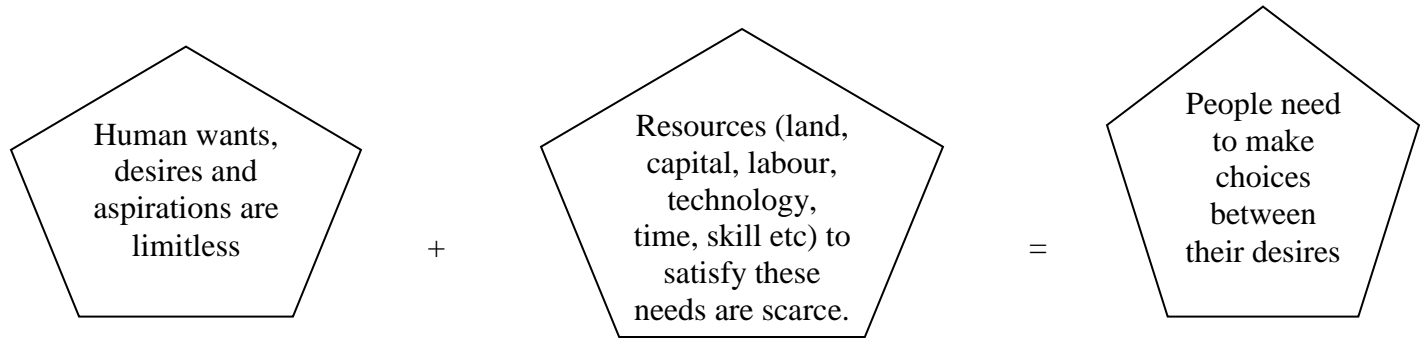 Human wants,
desires and
aspirations are
limitless
+
Resources (land,
capital, labour,
technology,
time, skill etc) to
satisfy these
needs are scarce.
=
People need
to make
choices
between
their desires